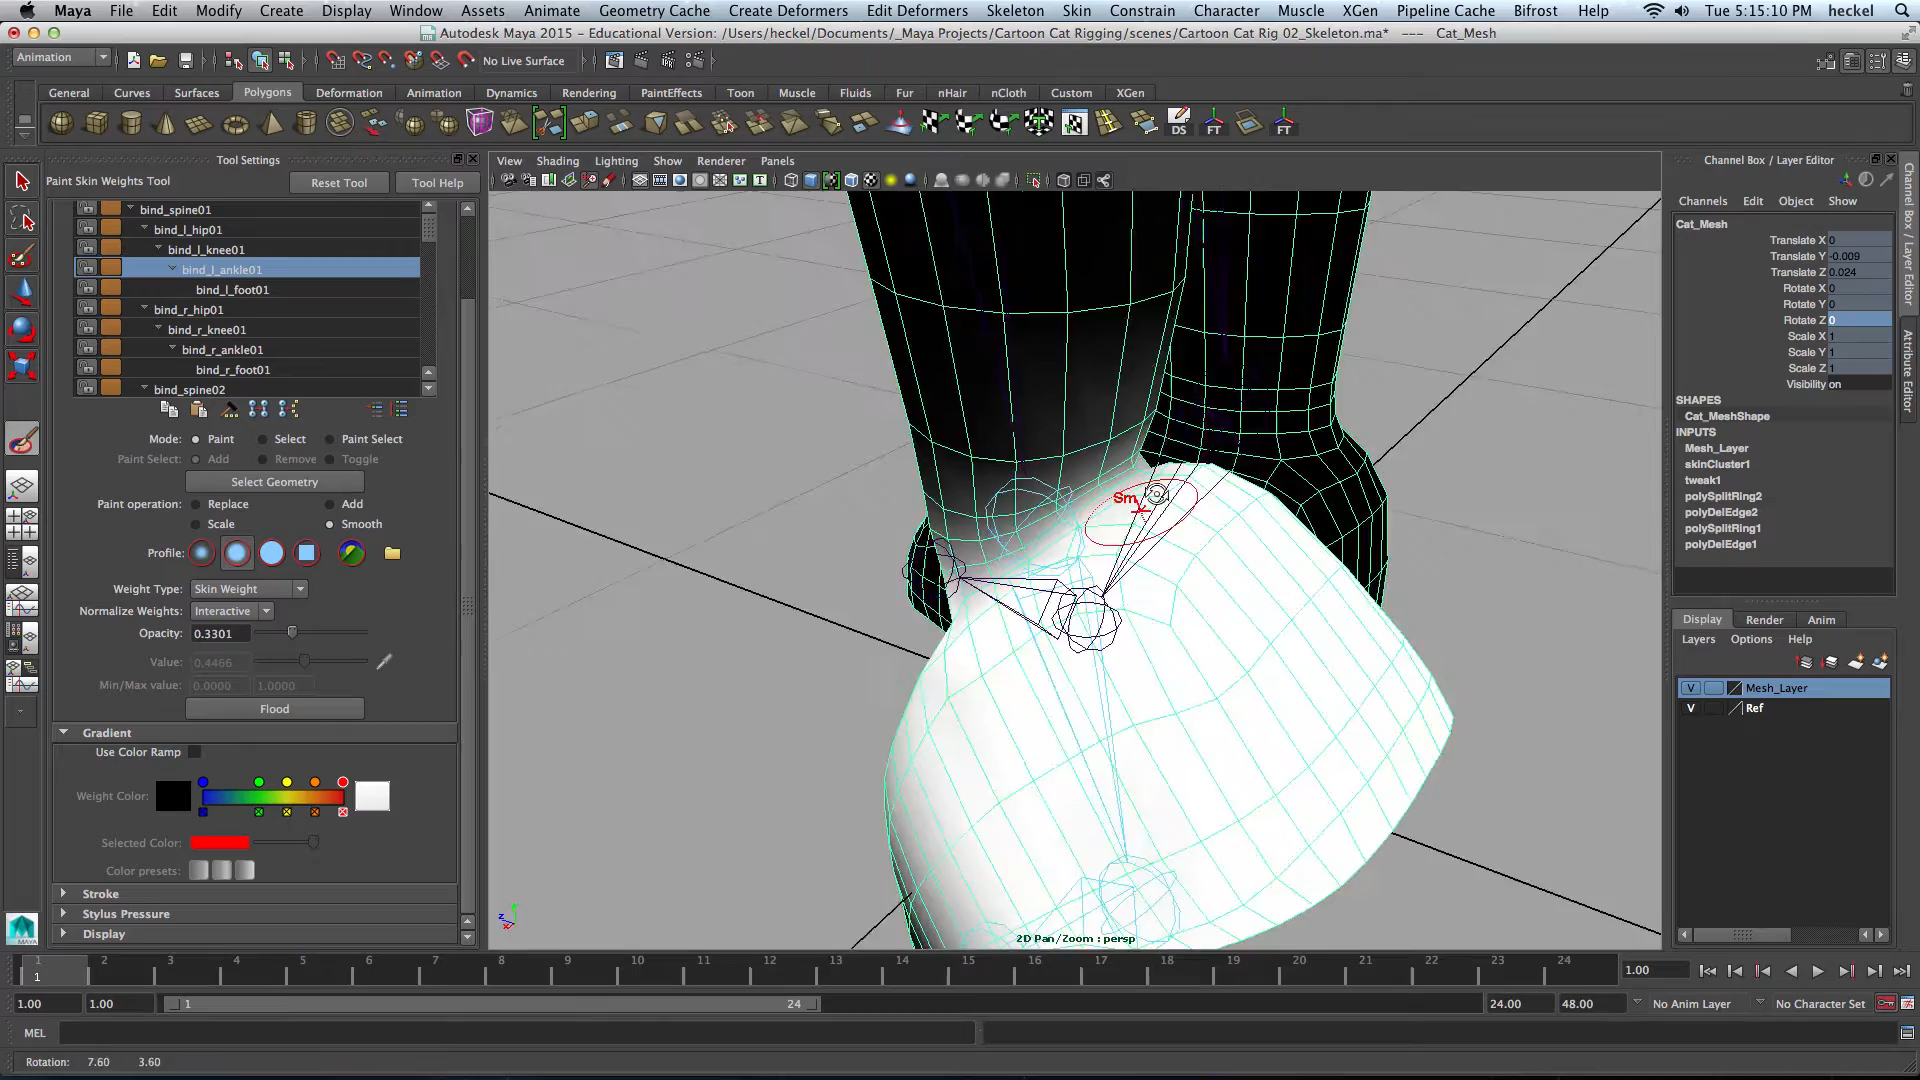 Maya File Edit Modify Create Display Window Assets Animate Geometry Cache Create Deformers Edit Deformers Skeleton Skin Constrain Character Muscle XGen Pipeline Cache Bifrost Help Tue 5:15:10 PM heckel
Autodesk Maya 2015 - Educational Version: /Users/heckel/Documents/_Maya Projects/Cartoon Cat Rigging/scenes/Cartoon Cat Rig 02_Skeleton.ma* --- Cat_Mesh
Animation No Live Surface
General Curves Surfaces Polygons Deformation Animation Dynamics Rendering PaintEffects Toon Muscle Fluids Fur nHair nCloth Custom XGen
DS FT FT
Tool Settings
Paint Skin Weights Tool Reset Tool Tool Help
bind_spine01
bind_l_hip01
bind_l_knee01
bind_l_ankle01
bind_l_foot01
bind_r_hip01
bind_r_knee01
bind_r_ankle01
bind_r_foot01
bind_spine02
Mode: Paint Select Paint Select
Paint Select: Add Remove Toggle
Select Geometry
Paint operation: Replace Add
Scale Smooth
Profile:
Weight Type: Skin Weight
Normalize Weights: Interactive
Opacity: 0.3301
Value: 0.4466
Min/Max value: 0.0000 1.0000
Flood
Gradient
Use Color Ramp
Weight Color:
Selected Color:
Color presets:
Stroke
Stylus Pressure
Display
MAYA
View Shading Lighting Show Renderer Panels
Sm
2D Pan/Zoom : persp
Channel Box / Layer Editor
Channels Edit Object Show
Cat_Mesh
Translate X 0
Translate Y -0.009
Translate Z 0.024
Rotate X 0
Rotate Y 0
Rotate Z 0
Scale X 1
Scale Y 1
Scale Z 1
Visibility on
SHAPES
Cat_MeshShape
INPUTS
Mesh_Layer
skinCluster1
tweak1
polySplitRing2
polyDelEdge2
polySplitRing1
polyDelEdge1
Display Render Anim
Layers Options Help
V Mesh_Layer
V Ref
Channel Box / Layer Editor
Attribute Editor
1 2 3 4 5 6 7 8 9 10 11 12 13 14 15 16 17 18 19 20 21 22 23 24
1 1.00
1.00 1.00 1 24 24.00 48.00 No Anim Layer No Character Set
MEL
Rotation: 7.60 3.60